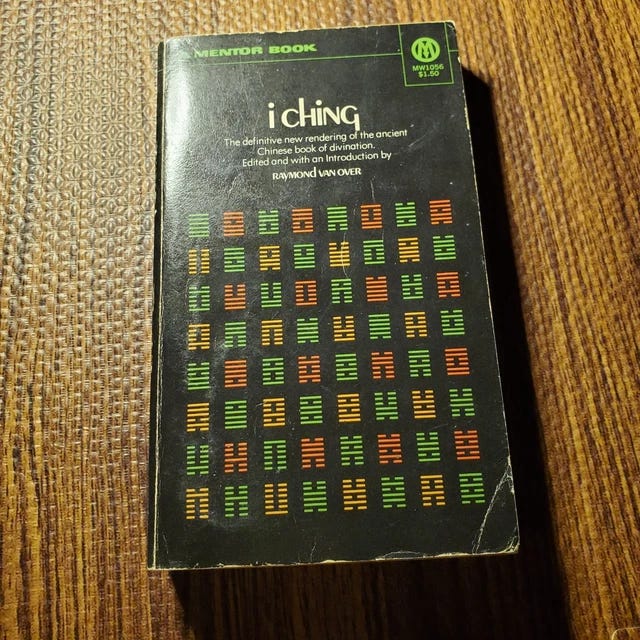 A MENTOR BOOK
M
MW1056
$1.50
i ching
The definitive new rendering of the ancient
Chinese book of divination.
Edited and with an Introduction by
RAYMOND VAN OVER